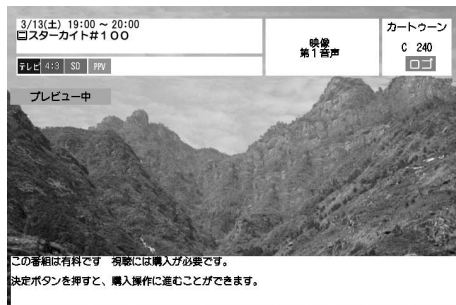 3/13(土) 19:00 ~ 20:00
スターカイト#100
テレビ 4:3 SD PPV
映像
第1音声
カートゥーン
C 240
ロゴ
プレビュー中
この番組は有料です 視聴には購入が必要です。
決定ボタンを押すと、購入操作に進むことができます。